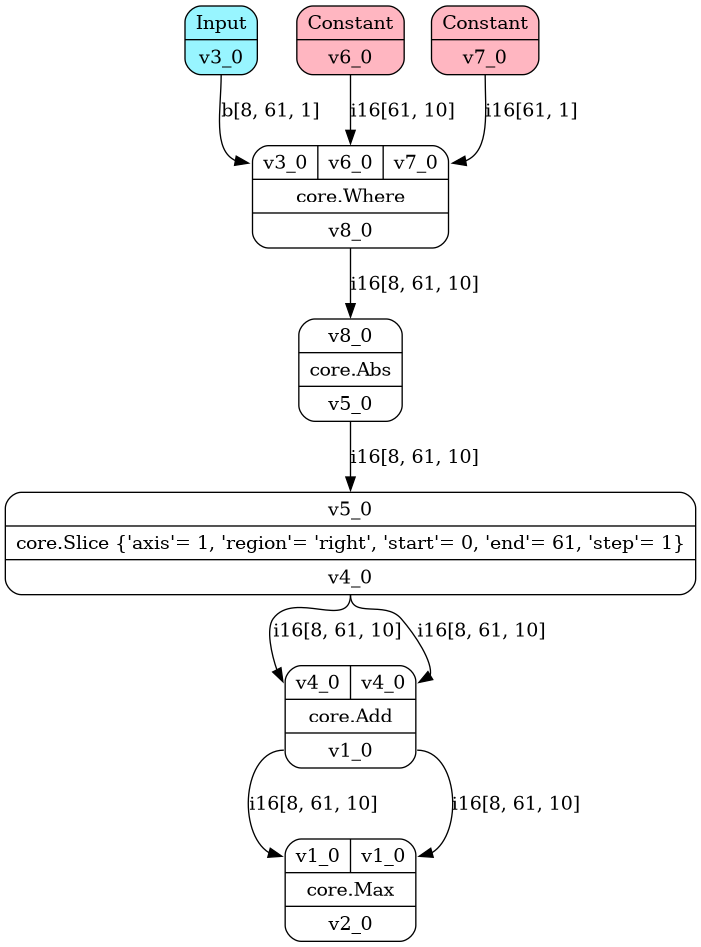 Input
v3_0
Constant
v6_0
Constant
v7_0
b[8, 61, 1]
i16[61, 10]
i16[61, 1]
v3_0
v6_0
v7_0
core.Where
v8_0
i16[8, 61, 10]
v8_0
core.Abs
v5_0
i16[8, 61, 10]
v5_0
core.Slice {'axis'= 1, 'region'= 'right', 'start'= 0, 'end'= 61, 'step'= 1}
v4_0
i16[8, 61, 10]
i16[8, 61, 10]
v4_0
v4_0
core.Add
v1_0
i16[8, 61, 10]
i16[8, 61, 10]
v1_0
v1_0
core.Max
v2_0